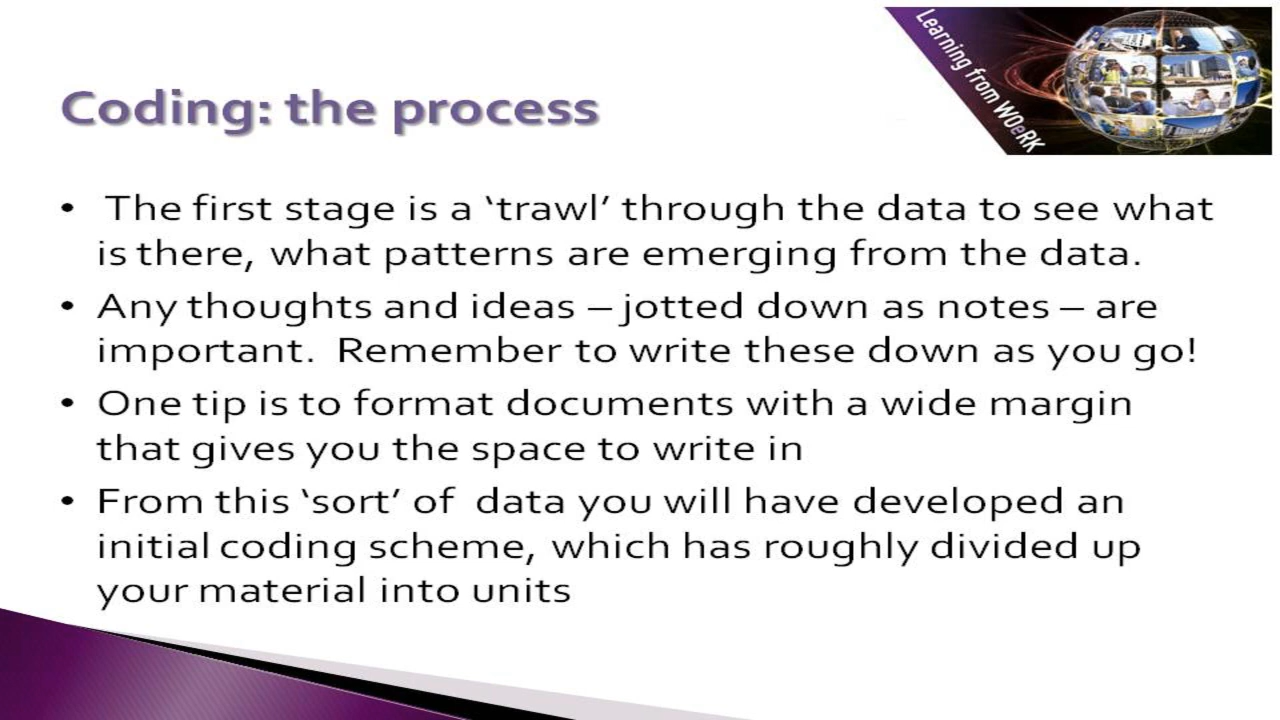 Learning from WOeRK
Coding: the process
• The first stage is a ‘trawl’ through the data to see what
is there, what patterns are emerging from the data.
• Any thoughts and ideas – jotted down as notes – are
important. Remember to write these down as you go!
• One tip is to format documents with a wide margin
that gives you the space to write in
• From this ‘sort’ of data you will have developed an
initial coding scheme, which has roughly divided up
your material into units